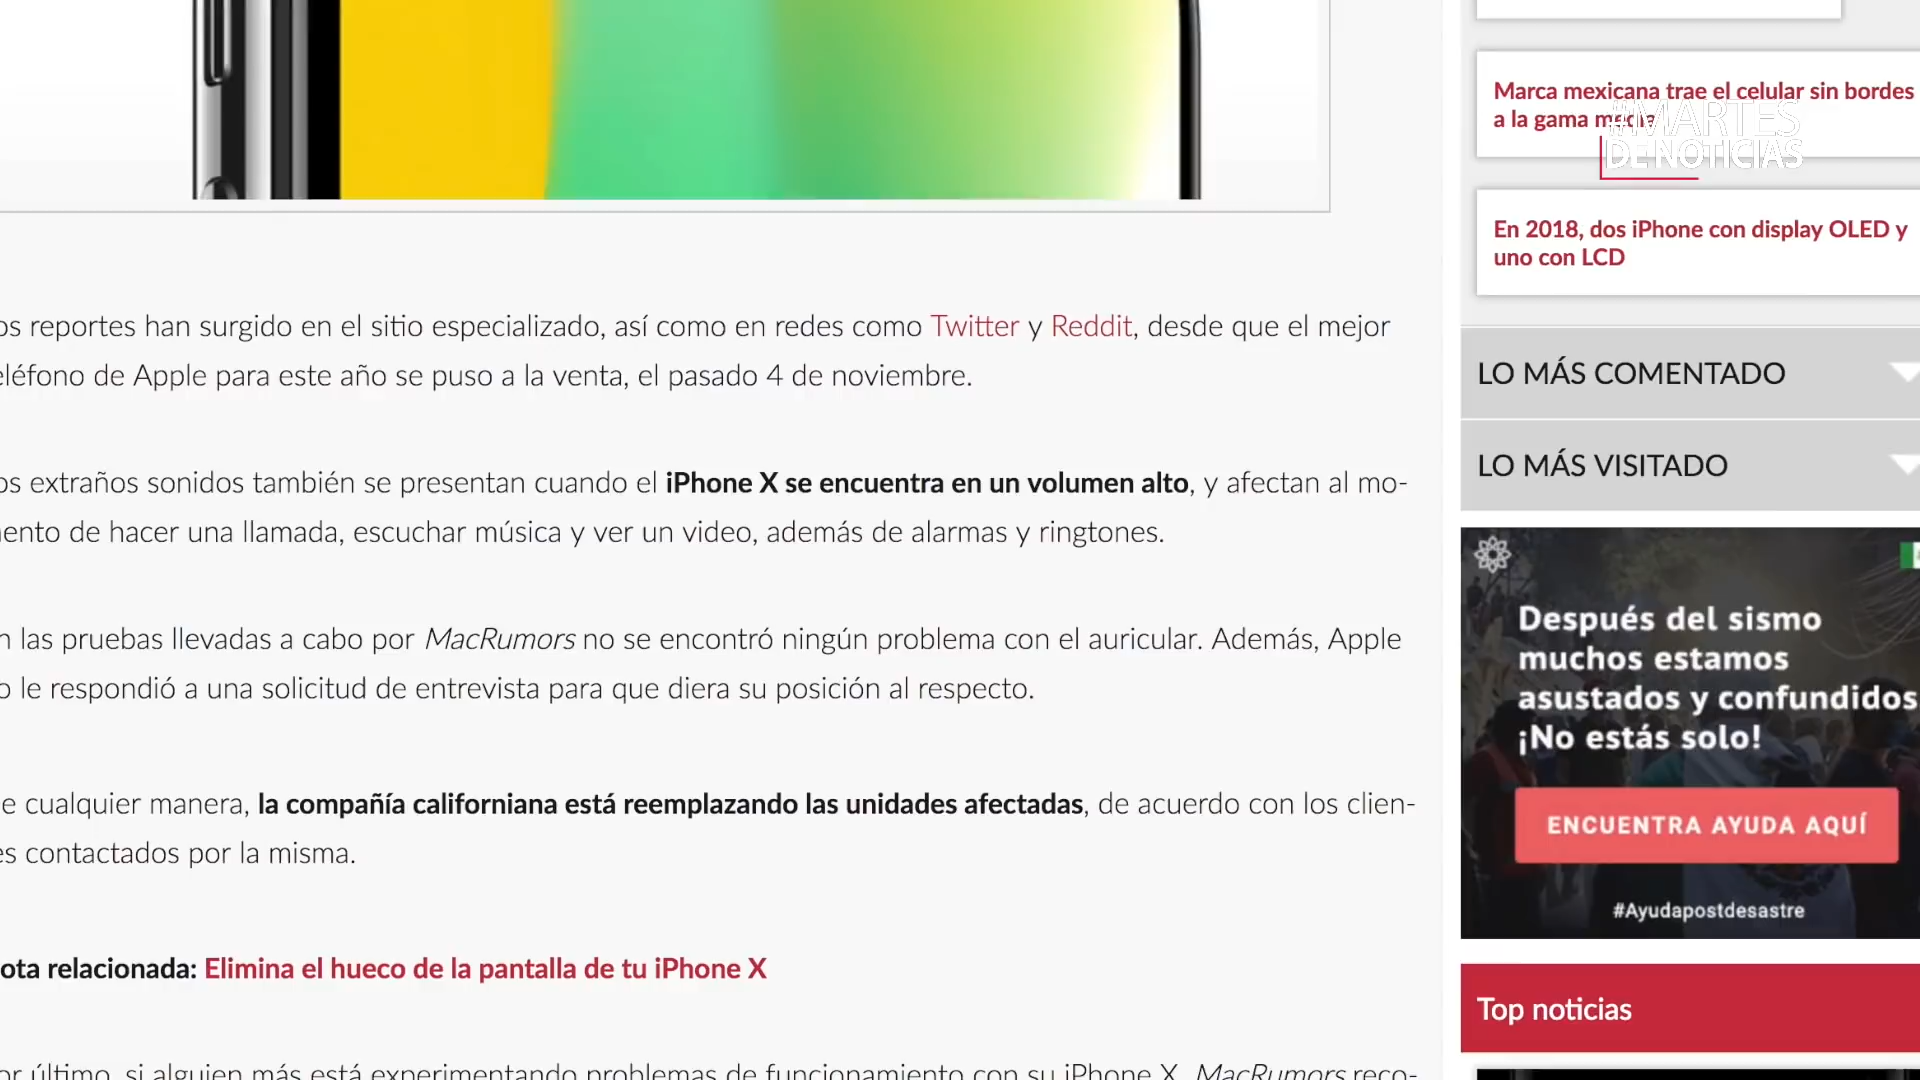 os reportes han surgido en el sitio especializado, así como en redes como Twitter y Reddit, desde que el mejor
eléfono de Apple para este año se puso a la venta, el pasado 4 de noviembre.
os extraños sonidos también se presentan cuando el iPhone X se encuentra en un volumen alto, y afectan al mo-
ento de hacer una llamada, escuchar música y ver un video, además de alarmas y ringtones.
n las pruebas llevadas a cabo por MacRumors no se encontró ningún problema con el auricular. Además, Apple
o le respondió a una solicitud de entrevista para que diera su posición al respecto.
e cualquier manera, la compañía californiana está reemplazando las unidades afectadas, de acuerdo con los clien-
es contactados por la misma.
ota relacionada: Elimina el hueco de la pantalla de tu iPhone X
or último, si alguien más está experimentando problemas de funcionamiento con su iPhone X, MacRumors reco-
Marca mexicana trae el celular sin bordes
a la gama media
#MARTES
DE NOTICIAS
En 2018, dos iPhone con display OLED y
uno con LCD
LO MÁS COMENTADO
LO MÁS VISITADO
Después del sismo
muchos estamos
asustados y confundidos
¡No estás solo!
ENCUENTRA AYUDA AQUÍ
#Ayudapostdesastre
Top noticias